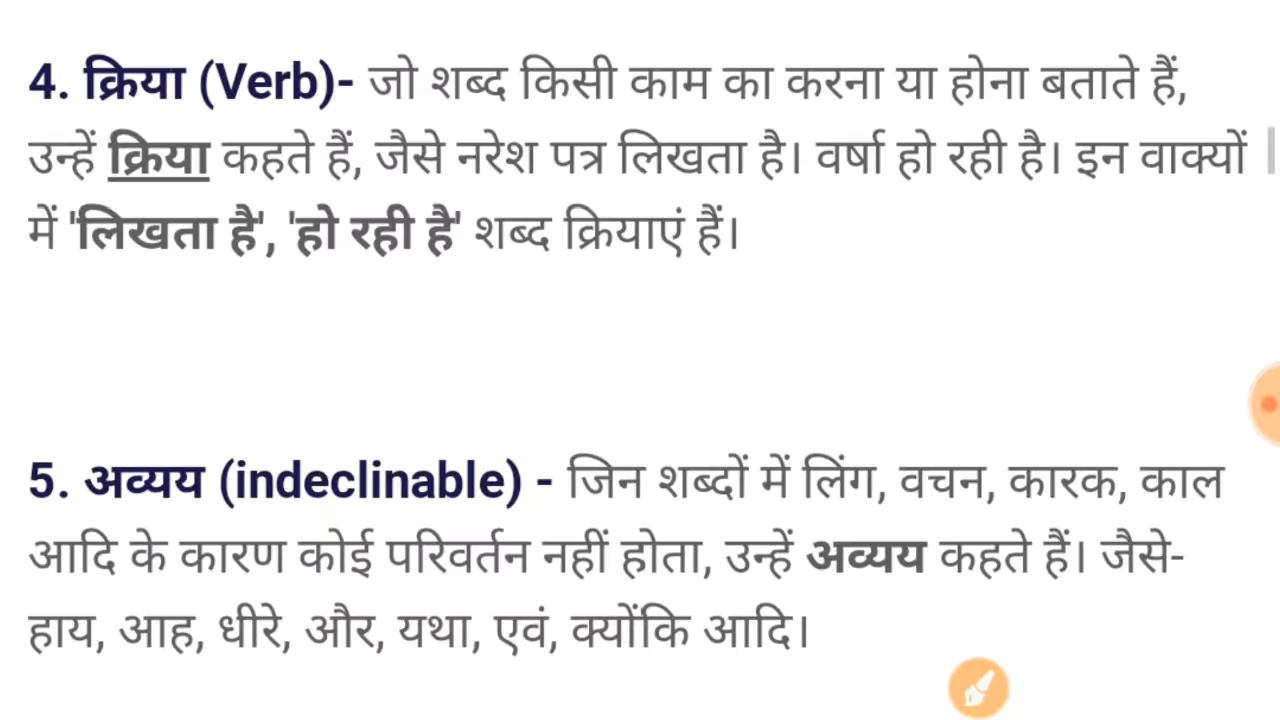 4. क्रिया (Verb)- जो शब्द किसी काम का करना या होना बताते हैं,
उन्हें क्रिया कहते हैं, जैसे नरेश पत्र लिखता है। वर्षा हो रही है। इन वाक्यों
में 'लिखता है', 'हो रही है' शब्द क्रियाएं हैं।
5. अव्यय (indeclinable) - जिन शब्दों में लिंग, वचन, कारक, काल
आदि के कारण कोई परिवर्तन नहीं होता, उन्हें अव्यय कहते हैं। जैसे-
हाय, आह, धीरे, और, यथा, एवं, क्योंकि आदि।